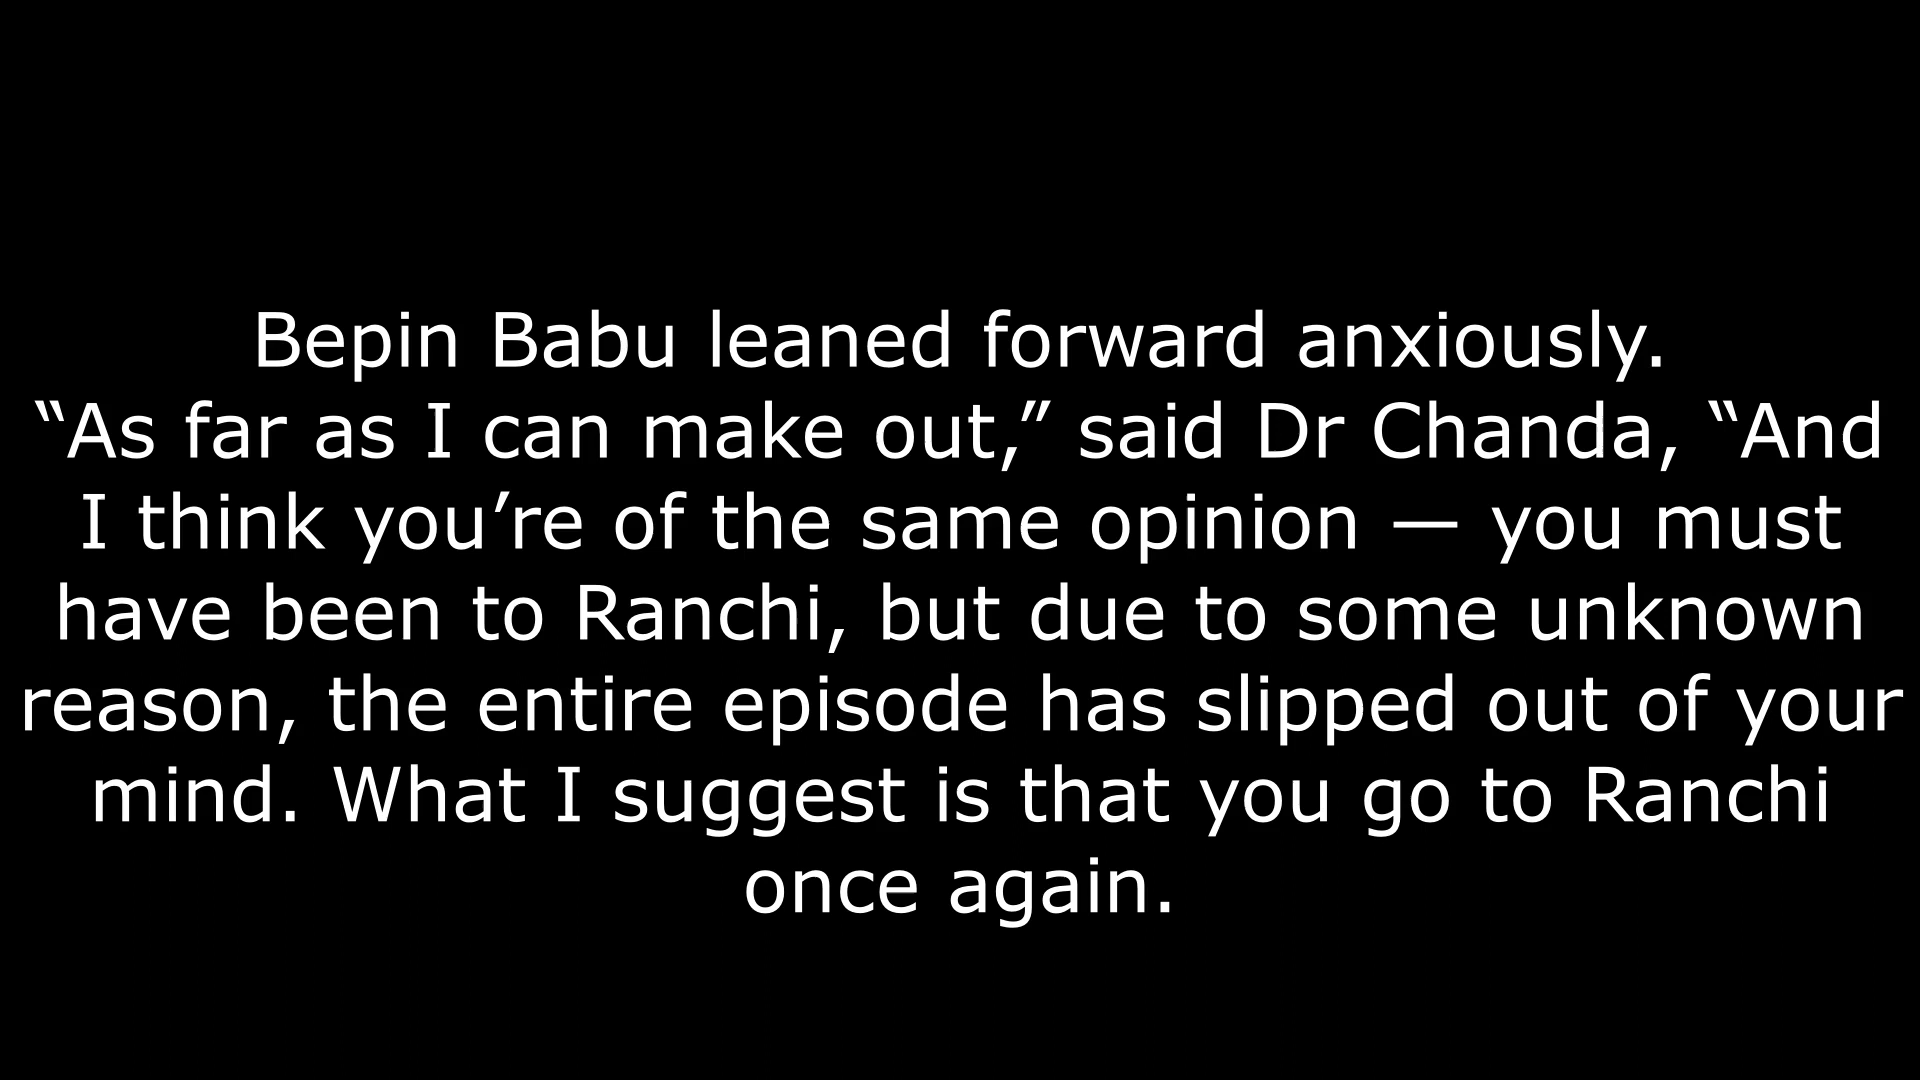 Bepin Babu leaned forward anxiously.
“As far as I can make out,” said Dr Chanda, “And
I think you’re of the same opinion — you must
have been to Ranchi, but due to some unknown
reason, the entire episode has slipped out of your
mind. What I suggest is that you go to Ranchi
once again.